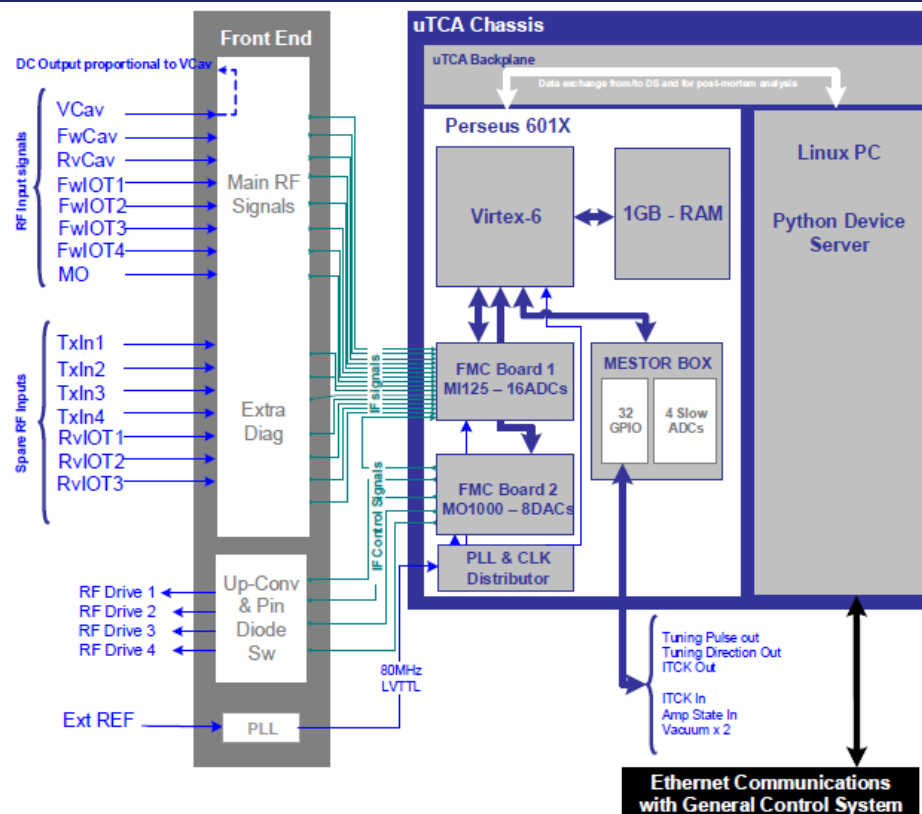 Front End
DC Output proportional to VCav
RF Input signals
VCav
FwCav
RvCav
FwIOT1
FwIOT2
FwIOT3
FwIOT4
MO
Main RF
Signals
Spare RF Inputs
TxIn1
TxIn2
TxIn3
TxIn4
RvIOT1
RvIOT2
RvIOT3
Extra
Diag
RF Drive 1
RF Drive 2
RF Drive 3
RF Drive 4
Up-Conv
& Pin
Diode
Sw
Ext REF
PLL
IF signals
IF Control Signals
80MHz
LVTTL
uTCA Chassis
uTCA Backplane
Data exchange from/to DS and for post-mortem analysis
Perseus 601X
Virtex-6
1GB - RAM
FMC Board 1
MI125 – 16ADCs
FMC Board 2
MO1000 – 8DACs
PLL & CLK
Distributor
MESTOR BOX
32
GPIO
4 Slow
ADCs
Linux PC
Python Device
Server
Tuning Pulse out
Tuning Direction Out
ITCK Out
ITCK In
Amp State In
Vacuum x 2
Ethernet Communications
with General Control System